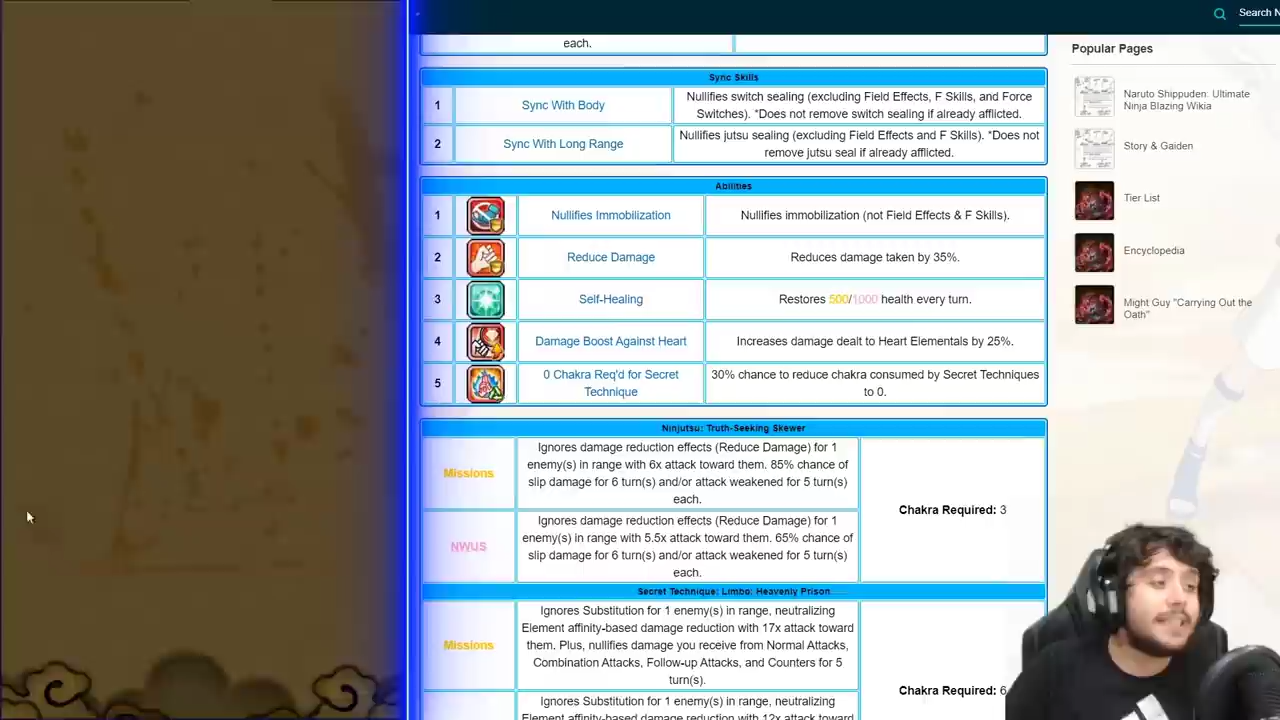 Search N
each.
Popular Pages
Sync Skills
1
Sync With Body
Nullifies switch sealing (excluding Field Effects, F Skills, and Force
Switches). *Does not remove switch sealing if already afflicted.
2
Sync With Long Range
Nullifies jutsu sealing (excluding Field Effects and F Skills). *Does not
remove jutsu seal if already afflicted.
Naruto Shippuden: Ultimate
Ninja Blazing Wikia
Story & Gaiden
Tier List
Encyclopedia
Might Guy "Carrying Out the
Oath"
Abilities
1
Nullifies Immobilization
Nullifies immobilization (not Field Effects & F Skills).
2
Reduce Damage
Reduces damage taken by 35%.
3
Self-Healing
Restores 500/1000 health every turn.
4
Damage Boost Against Heart
Increases damage dealt to Heart Elementals by 25%.
5
0 Chakra Req'd for Secret
Technique
30% chance to reduce chakra consumed by Secret Techniques
to 0.
Ninjutsu: Truth-Seeking Skewer
Missions
Ignores damage reduction effects (Reduce Damage) for 1
enemy(s) in range with 6x attack toward them. 85% chance of
slip damage for 6 turn(s) and/or attack weakened for 5 turn(s)
each.
Chakra Required: 3
NWUS
Ignores damage reduction effects (Reduce Damage) for 1
enemy(s) in range with 5.5x attack toward them. 65% chance of
slip damage for 6 turn(s) and/or attack weakened for 5 turn(s)
each.
Secret Technique: Limbo: Heavenly Prison
Missions
Ignores Substitution for 1 enemy(s) in range, neutralizing
Element affinity-based damage reduction with 17x attack toward
them. Plus, nullifies damage you receive from Normal Attacks,
Combination Attacks, Follow-up Attacks, and Counters for 5
turn(s).
Chakra Required: 6
Ignores Substitution for 1 enemy(s) in range, neutralizing
Element affinity-based damage reduction with 12x attack toward